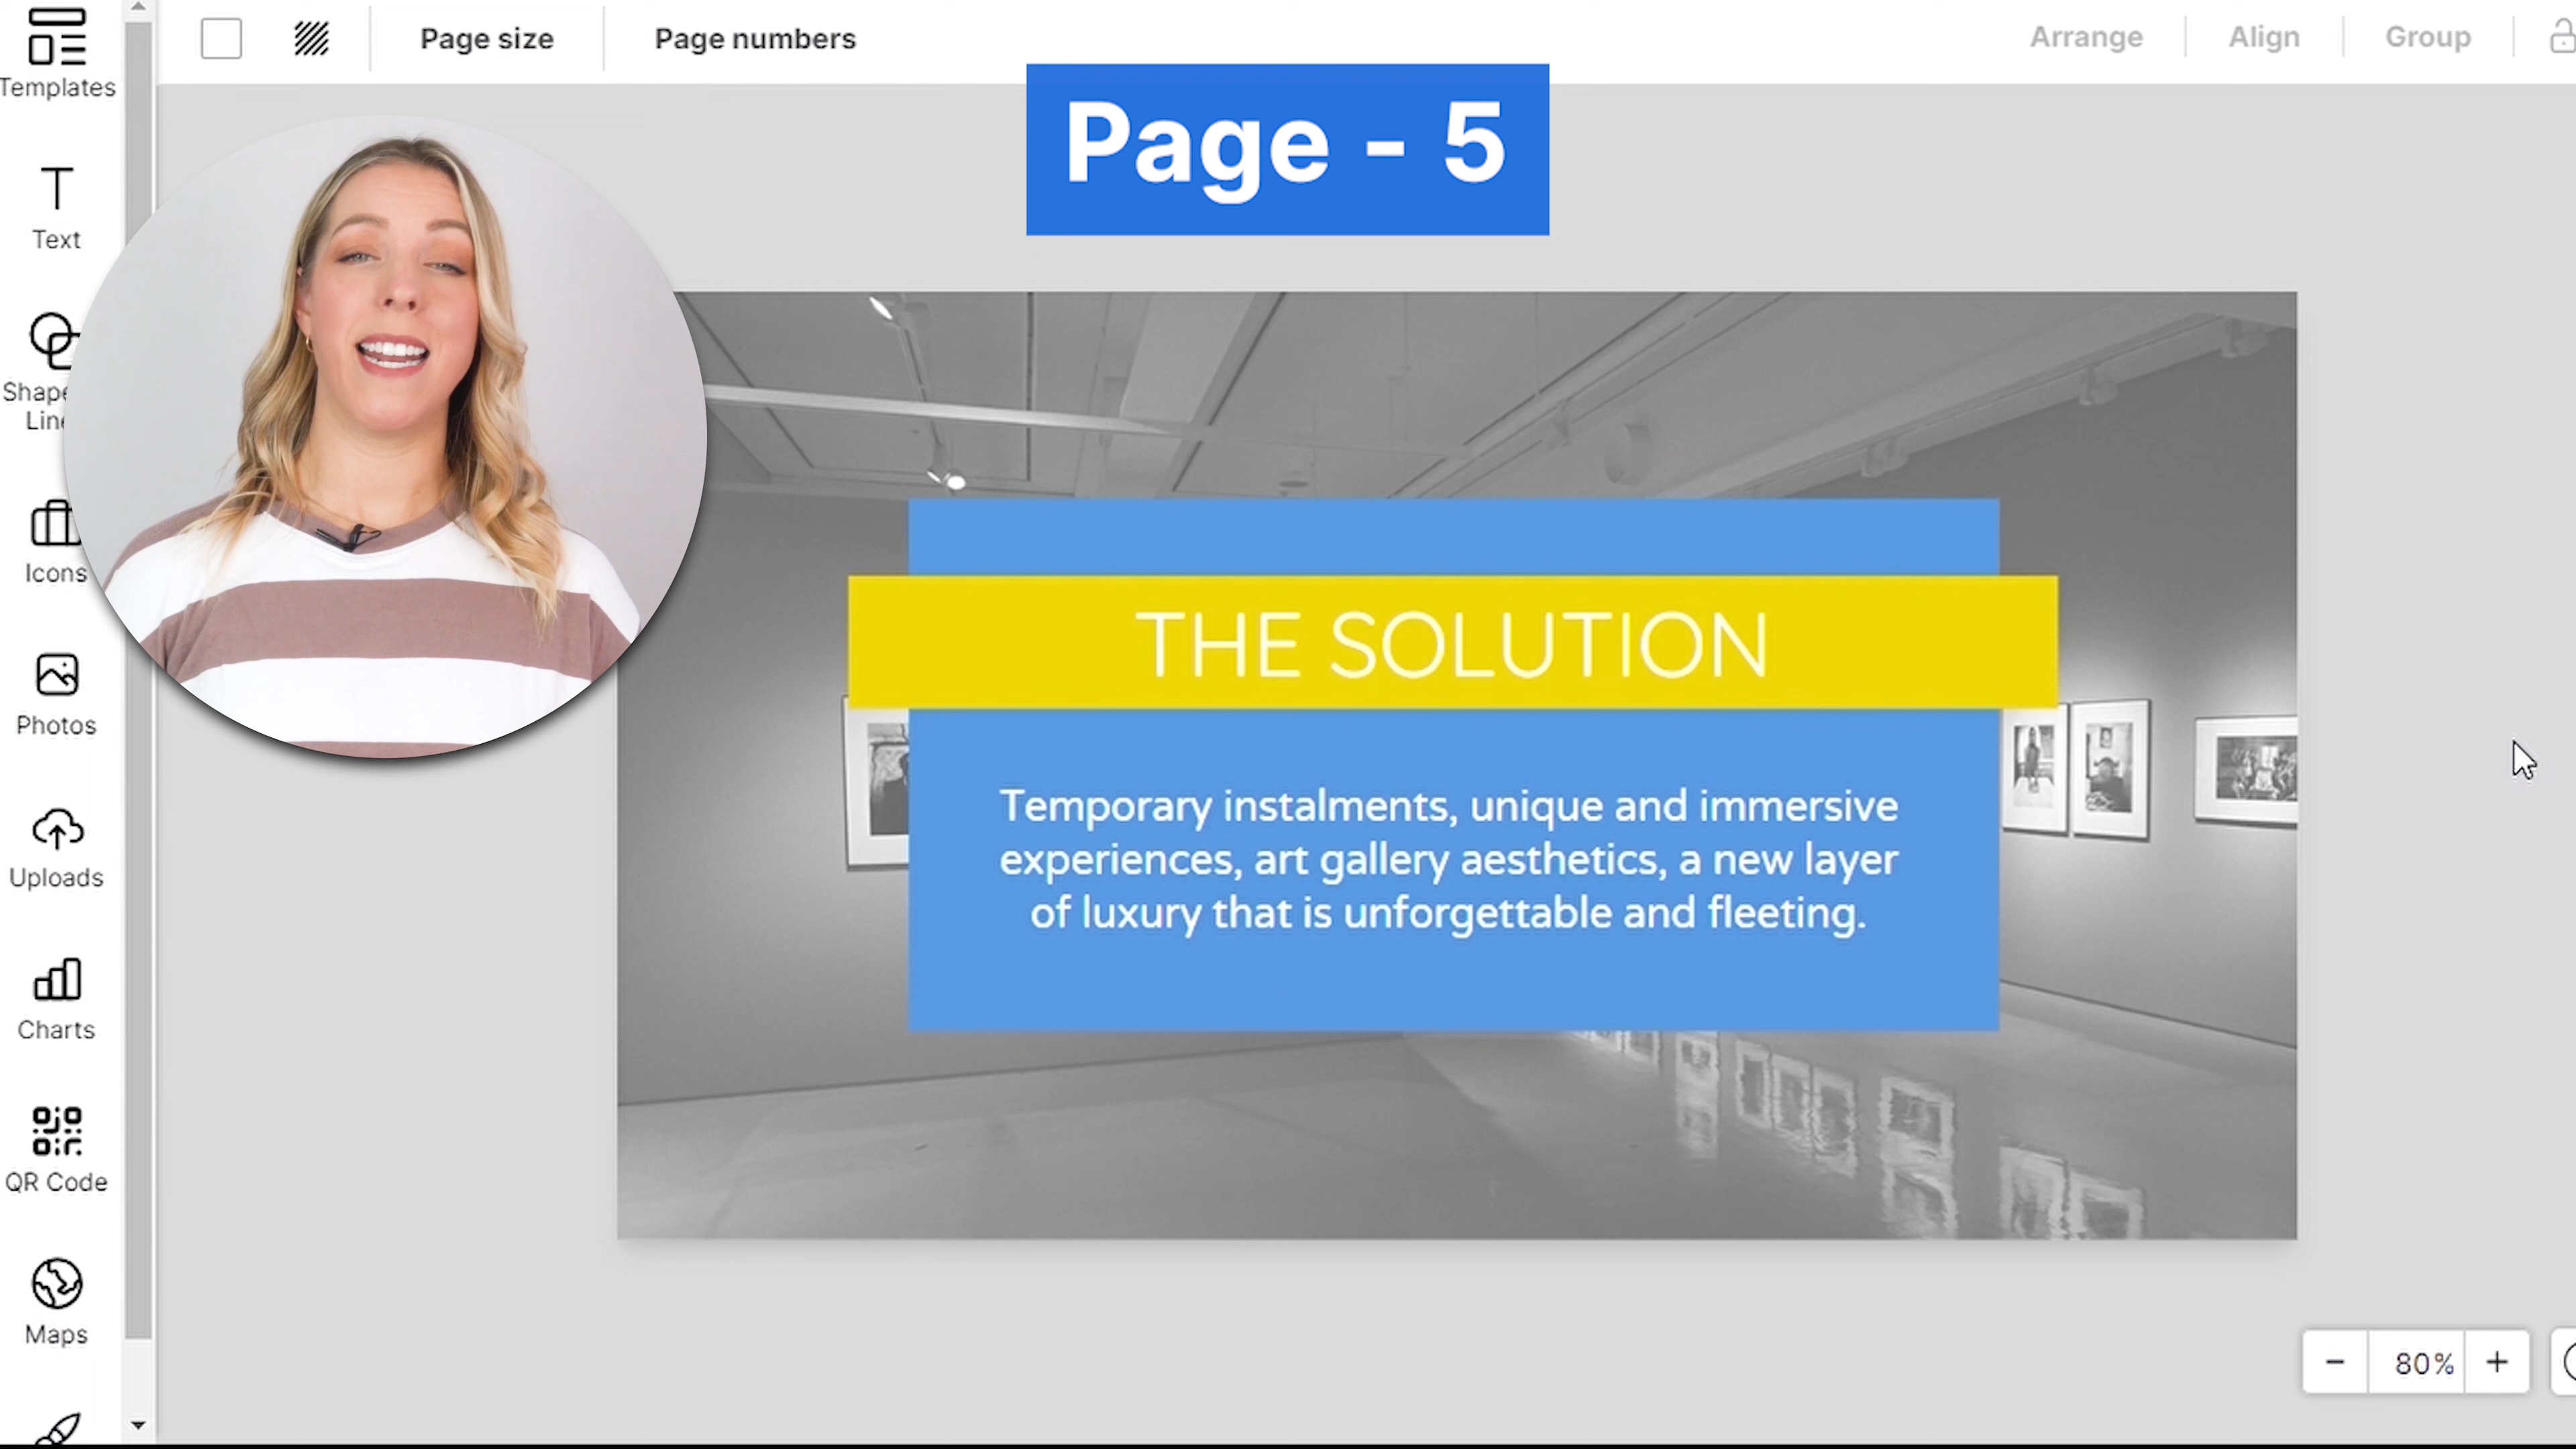 Page size
Page numbers
Arrange
Align
Group
Templates
Page - 5
Text
Shape
Line
Icons
Photos
Uploads
Charts
QR Code
Maps
THE SOLUTION
Temporary instalments, unique and immersive
experiences, art gallery aesthetics, a new layer
of luxury that is unforgettable and fleeting.
80%